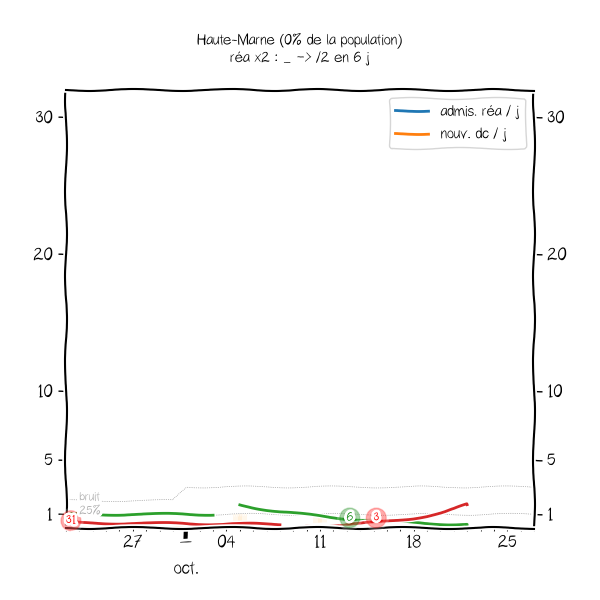 Haute-Marne (0% de la population)
réa x2 : _ -> /2 en 6 j
admis. réa / j
nouv. dc / j
30 30
20 20
10 10
5 5
bruit
25%
1 1
31 6 3
27 1 04 11 18 25
oct.